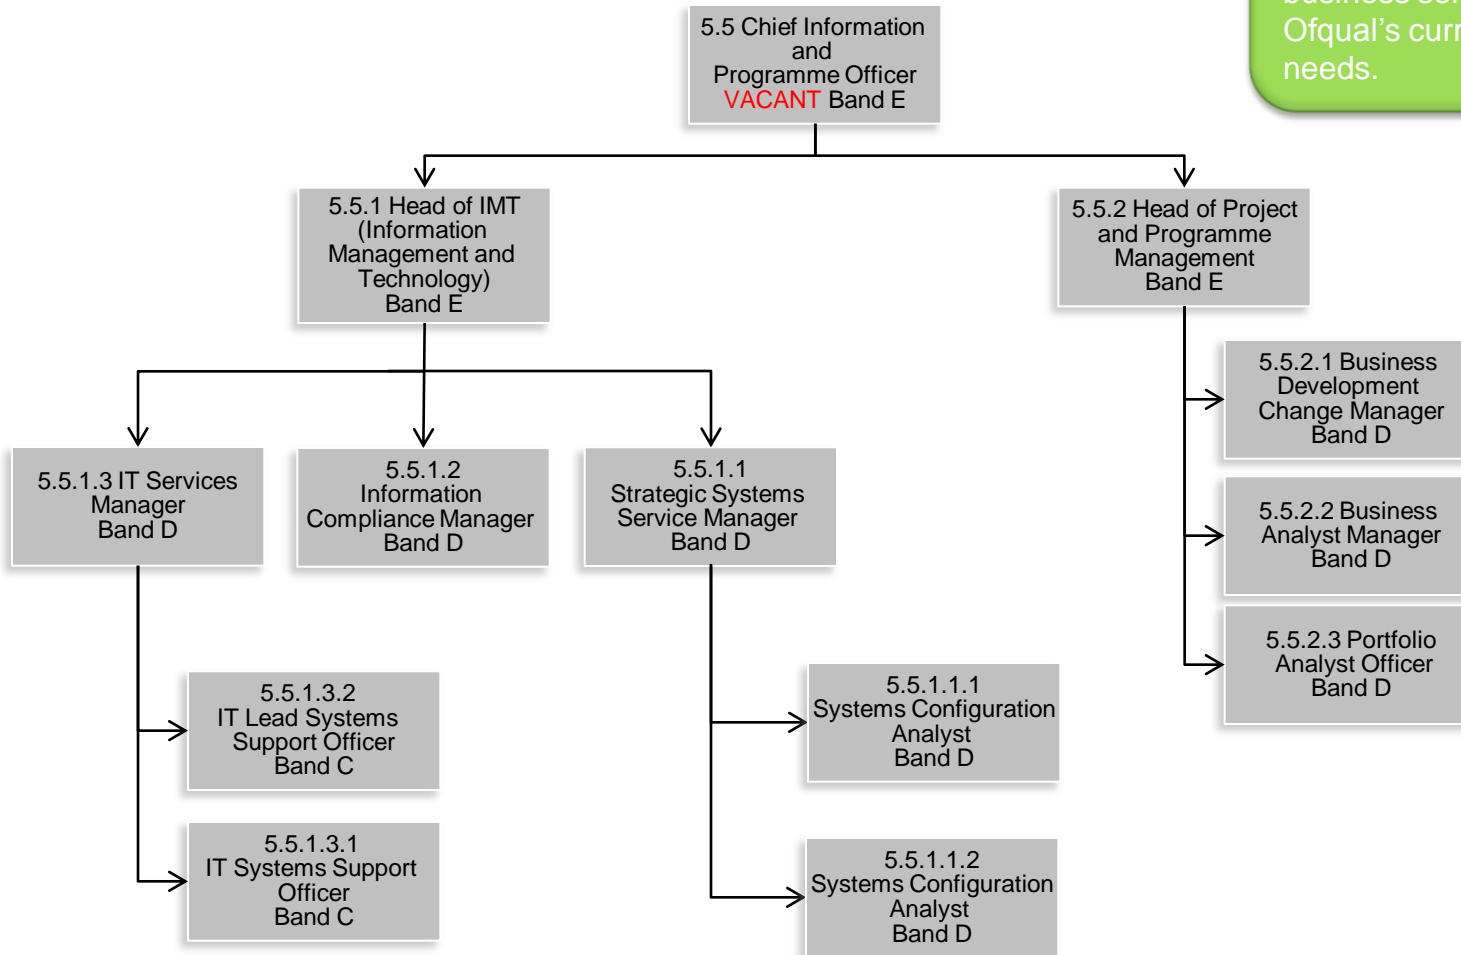 5.5 Chief Information
and
Programme Officer
VACANT Band E
Ofqual's
needs.
5.5.1 Head of IMT
(Information
Management and
Technology)
Band E
5.5.2 Head of Project
and Programme
Management
Band E
5.5.2.1 Business
Development
Change Manager
Band D
5.5.1.3 IT Services
Manager
Band D
5.5.1.2
Information
Compliance Manager
Band D
5.5.1.1
Strategic Systems
Service Manager
Band D
5.5.2.2 Business
Analyst Manager
Band D
5.5.2.3 Portfolio
Analyst Officer
Band D
5.5.1.3.2
IT Lead Systems
Support Officer
Band C
5.5.1.1.1
Systems Configuration
Analyst
Band D
5.5.1.3.1
IT Systems Support
Officer
Band C
5.5.1.1.2
Systems Configuration
Analyst
Band D